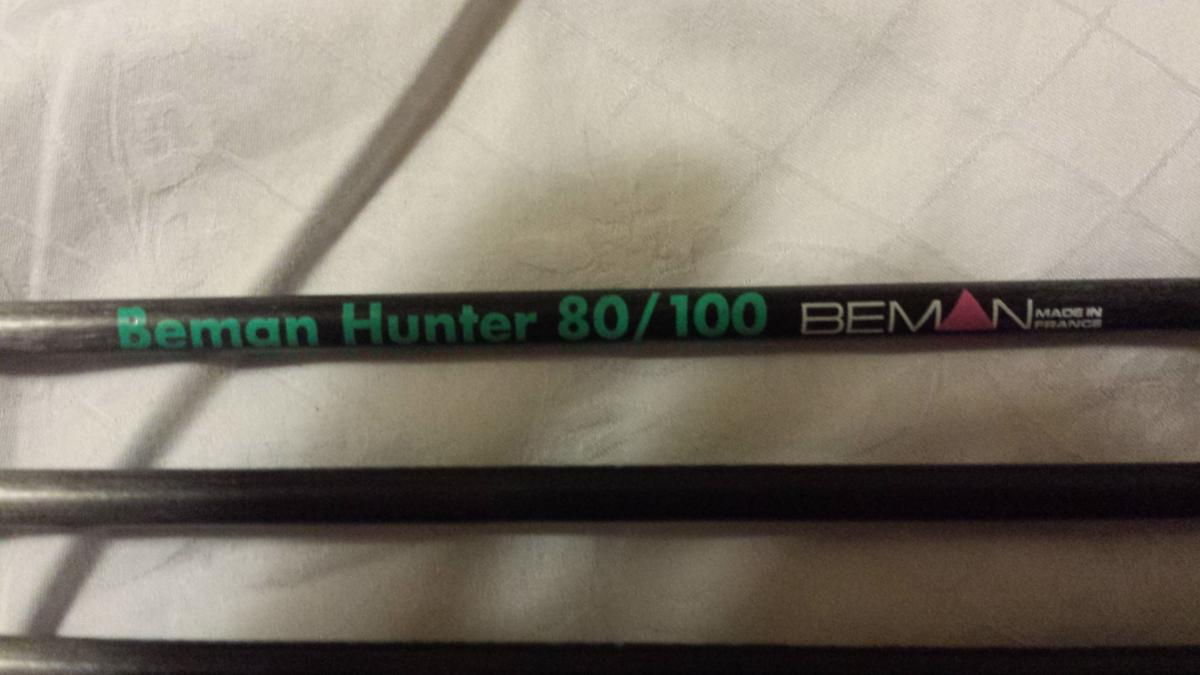 Beman Hunter 80/100 BEMAN MADE IN
FRANCE